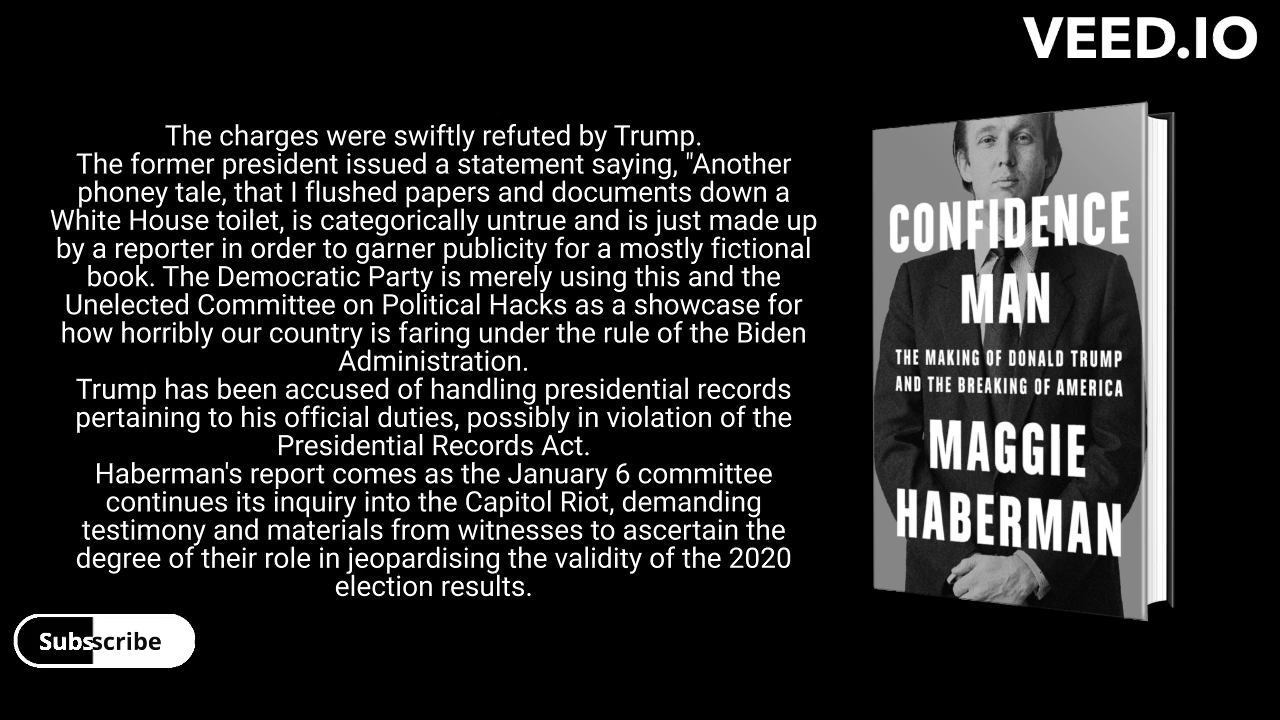 VEED.IO
The charges were swiftly refuted by Trump.
The former president issued a statement saying, "Another
phoney tale, that I flushed papers and documents down a
White House toilet, is categorically untrue and is just made up
by a reporter in order to garner publicity for a mostly fictional
book. The Democratic Party is merely using this and the
Unelected Committee on Political Hacks as a showcase for
how horribly our country is faring under the rule of the Biden
Administration.
Trump has been accused of handling presidential records
pertaining to his official duties, possibly in violation of the
Presidential Records Act.
Haberman's report comes as the January 6 committee
continues its inquiry into the Capitol Riot, demanding
testimony and materials from witnesses to ascertain the
degree of their role in jeopardising the validity of the 2020
election results.
CONFIDENCE
MAN
THE MAKING OF DONALD TRUMP
AND THE BREAKING OF AMERICA
MAGGIE
HABERMAN
Subsscribe